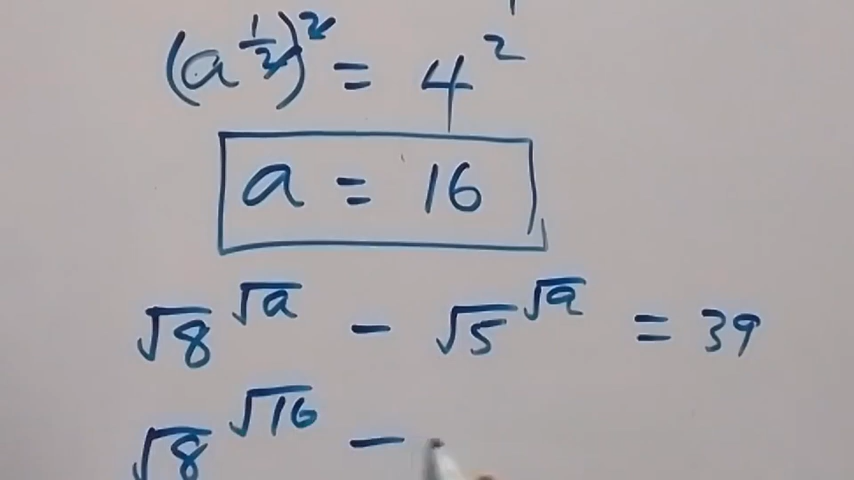 (a^{1/2})^2 = 4^2
a = 16
√8^{√a} - √5^{√a} = 39
√8^{√16} -